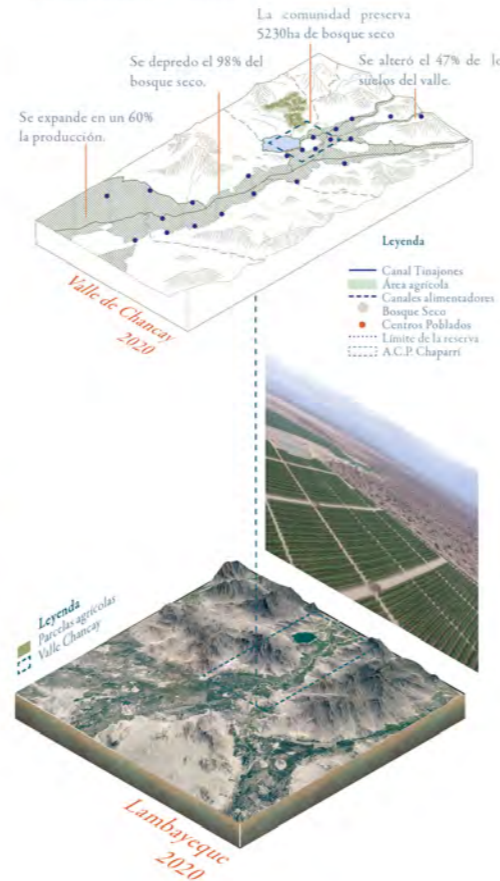 La comunidad preserva
5230ha de bosque seco
Se depredo el 98% del
bosque seco.
Se alteró el 47% de lo
suelos del valle.
Se expande en un 60%
la producción.
Valle de Chancay
2020
Leyenda
Canal Tinajones
Área agrícola
Canales alimentadores
Bosque Seco
Centros Poblados
Límite de la reserva
A.C.P. Chaparrí
Leyenda
Parcelas agrícolas
Valle Chancay
Lambayeque
2020